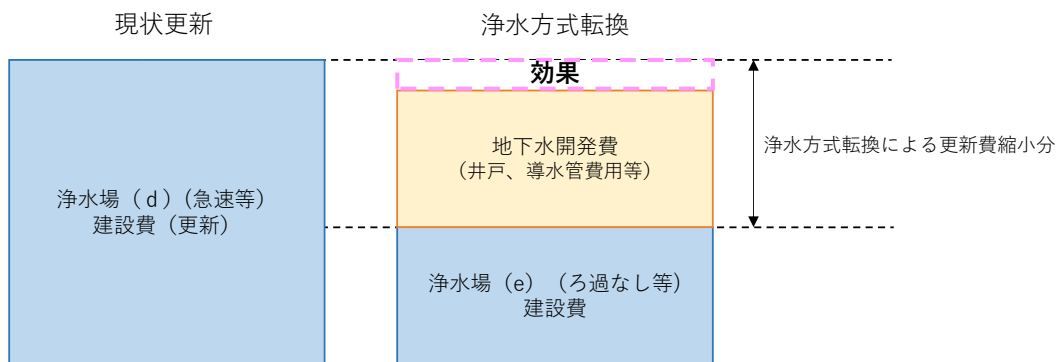 現状更新
浄水方式転換
効果
地下水開発費
（井戸、導水管費用等）
浄水方式転換による更新費縮小分
浄水場（ｄ）（急速等）
建設費（更新）
浄水場（e）（ろ過なし等）
建設費